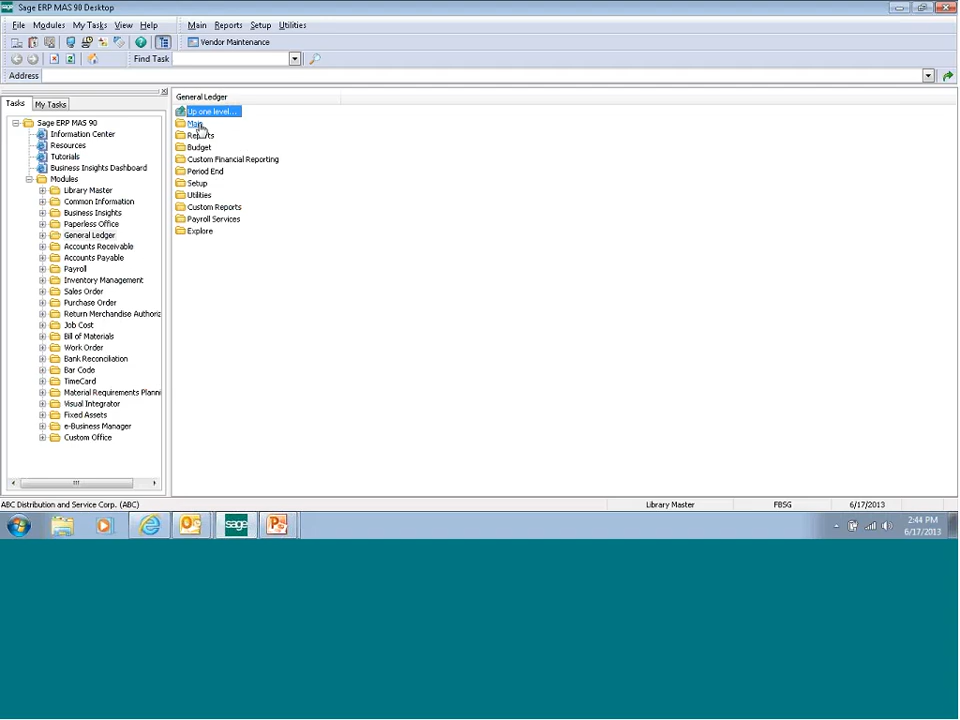 Sage ERP MAS 90 Desktop
File Modules My Tasks View Help Main Reports Setup Utilities
Vendor Maintenance
Find Task
Address
Tasks My Tasks
Sage ERP MAS 90
Information Center
Resources
Tutorials
Business Insights Dashboard
Modules
Library Master
Common Information
Business Insights
Paperless Office
General Ledger
Accounts Receivable
Accounts Payable
Payroll
Inventory Management
Sales Order
Purchase Order
Return Merchandise Authoriz
Job Cost
Bill of Materials
Work Order
Bank Reconciliation
Bar Code
TimeCard
Material Requirements Plann
Visual Integrator
Fixed Assets
e-Business Manager
Custom Office
General Ledger
Up one level...
Main
Reports
Budget
Custom Financial Reporting
Period End
Setup
Utilities
Custom Reports
Payroll Services
Explore
ABC Distribution and Service Corp. (ABC) Library Master FBSG 6/17/2013
sage
2:44 PM
6/17/2013